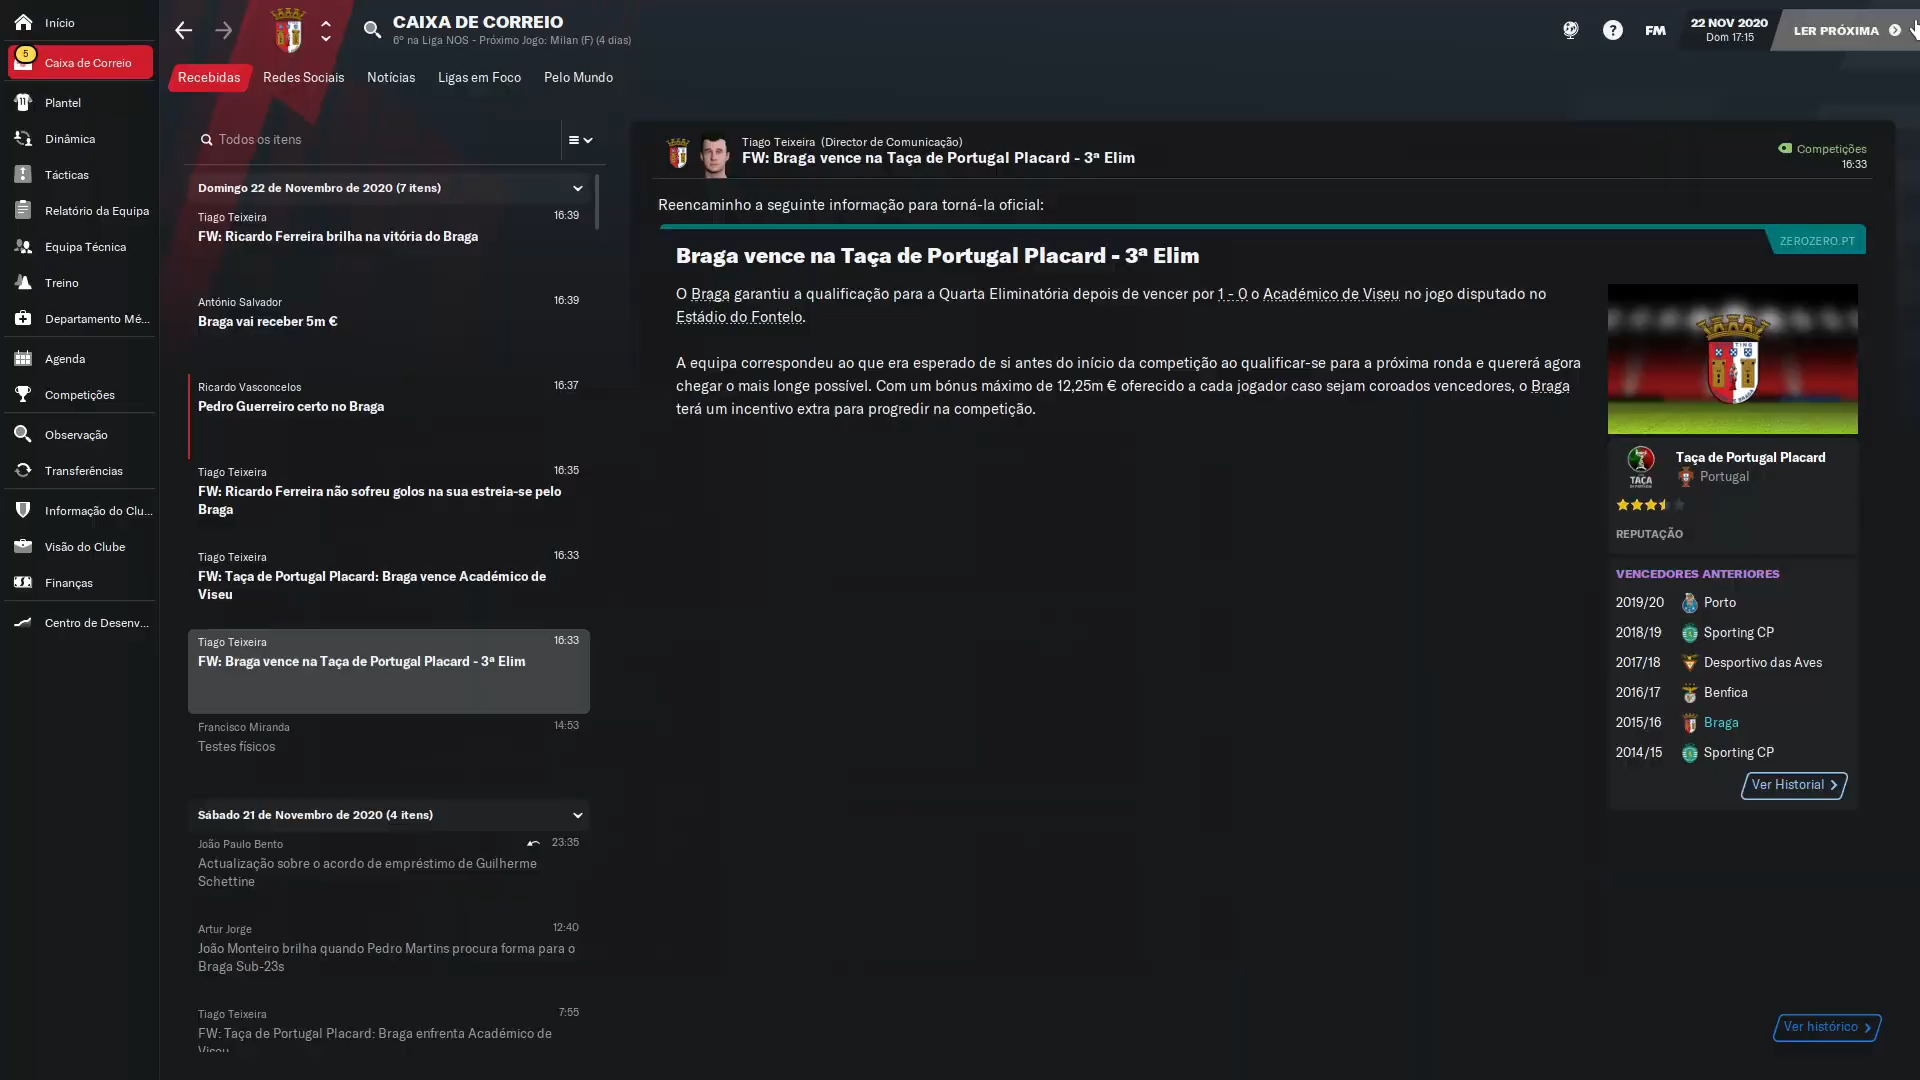 Início
5
Caixa de Correio
Plantel
Dinâmica
Tácticas
Relatório da Equipa
Equipa Técnica
Treino
Departamento Mé...
Agenda
Competições
Observação
Transferências
Informação do Clu...
Visão do Clube
Finanças
Centro de Desenv...
CAIXA DE CORREIO
6º na Liga NOS - Próximo Jogo: Milan (F) (4 dias)
FM
22 NOV 2020
Dom 17:15
LER PRÓXIMA
Recebidas Redes Sociais Notícias Ligas em Foco Pelo Mundo
Todos os itens
Domingo 22 de Novembro de 2020 (7 itens)
Tiago Teixeira 16:39
FW: Ricardo Ferreira brilha na vitória do Braga
António Salvador 16:39
Braga vai receber 5m €
Ricardo Vasconcelos 16:37
Pedro Guerreiro certo no Braga
Tiago Teixeira 16:35
FW: Ricardo Ferreira não sofreu golos na sua estreia-se pelo
Braga
Tiago Teixeira 16:33
FW: Taça de Portugal Placard: Braga vence Académico de
Viseu
Tiago Teixeira 16:33
FW: Braga vence na Taça de Portugal Placard - 3ª Elim
Francisco Miranda 14:53
Testes físicos
Sábado 21 de Novembro de 2020 (4 itens)
João Paulo Bento 23:35
Actualização sobre o acordo de empréstimo de Guilherme
Schettine
Artur Jorge 12:40
João Monteiro brilha quando Pedro Martins procura forma para o
Braga Sub-23s
Tiago Teixeira 7:55
FW: Taça de Portugal Placard: Braga enfrenta Académico de
Viseu
Tiago Teixeira (Director de Comunicação)
FW: Braga vence na Taça de Portugal Placard - 3ª Elim
Competições
16:33
Reencaminho a seguinte informação para torná-la oficial:
ZEROZERO.PT
Braga vence na Taça de Portugal Placard - 3ª Elim
O Braga garantiu a qualificação para a Quarta Eliminatória depois de vencer por 1 - 0 o Académico de Viseu no jogo disputado no
Estádio do Fontelo.
A equipa correspondeu ao que era esperado de si antes do início da competição ao qualificar-se para a próxima ronda e quererá agora
chegar o mais longe possível. Com um bónus máximo de 12,25m € oferecido a cada jogador caso sejam coroados vencedores, o Braga
terá um incentivo extra para progredir na competição.
TAÇA
Taça de Portugal Placard
Portugal
REPUTAÇÃO
VENCEDORES ANTERIORES
2019/20 Porto
2018/19 Sporting CP
2017/18 Desportivo das Aves
2016/17 Benfica
2015/16 Braga
2014/15 Sporting CP
Ver Historial
Ver histórico